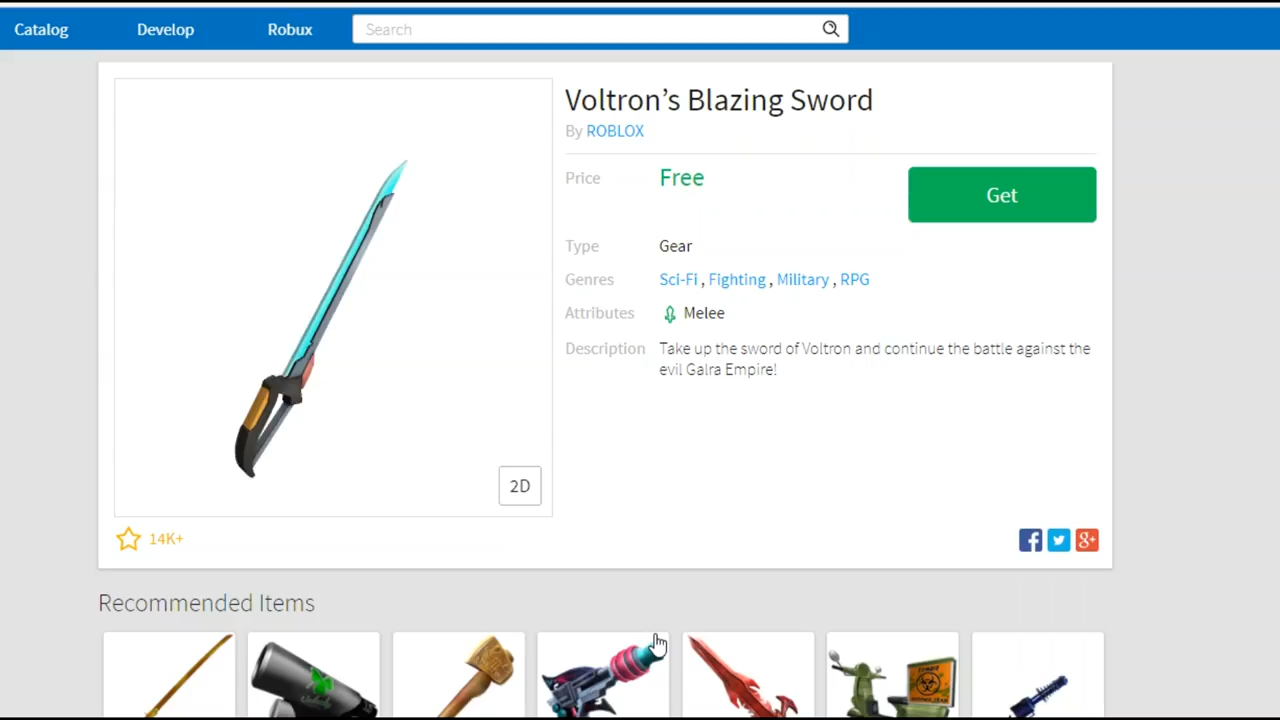 Catalog Develop Robux Search
Voltron's Blazing Sword
By ROBLOX
Price Free Get
Type Gear
Genres Sci-Fi , Fighting , Military , RPG
Attributes Melee
Description Take up the sword of Voltron and continue the battle against the
evil Galra Empire!
2D
14K+
Recommended Items